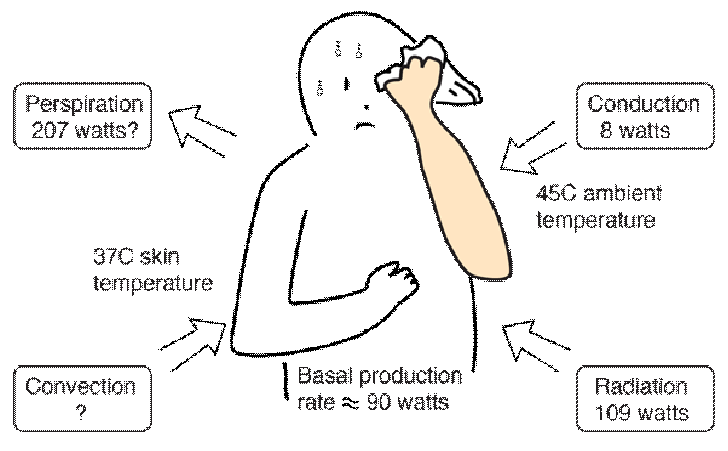 Perspiration
207 watts?
Conduction
8 watts
45C ambient
temperature
37C skin
temperature
Convection
?
Basal production
rate ≈ 90 watts
Radiation
109 watts